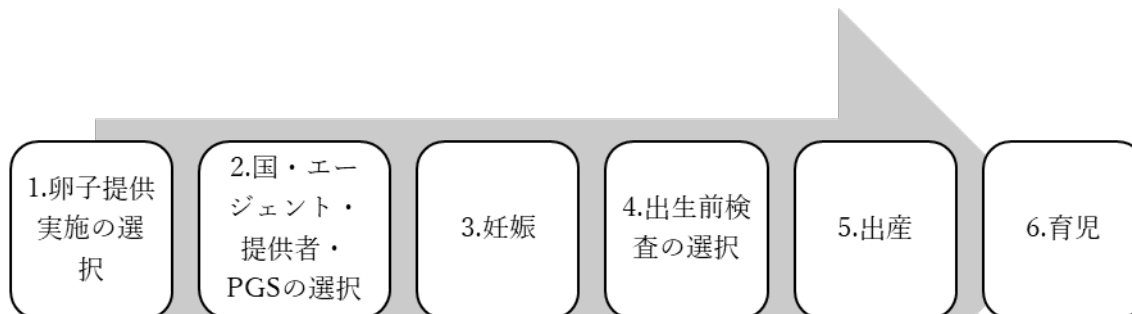 1.卵子提供
実施の選
択
2.国・エー
ジェント・
提供者・
PGSの選択
3.妊娠
4.出生前検
査の選択
5.出産
6.育児